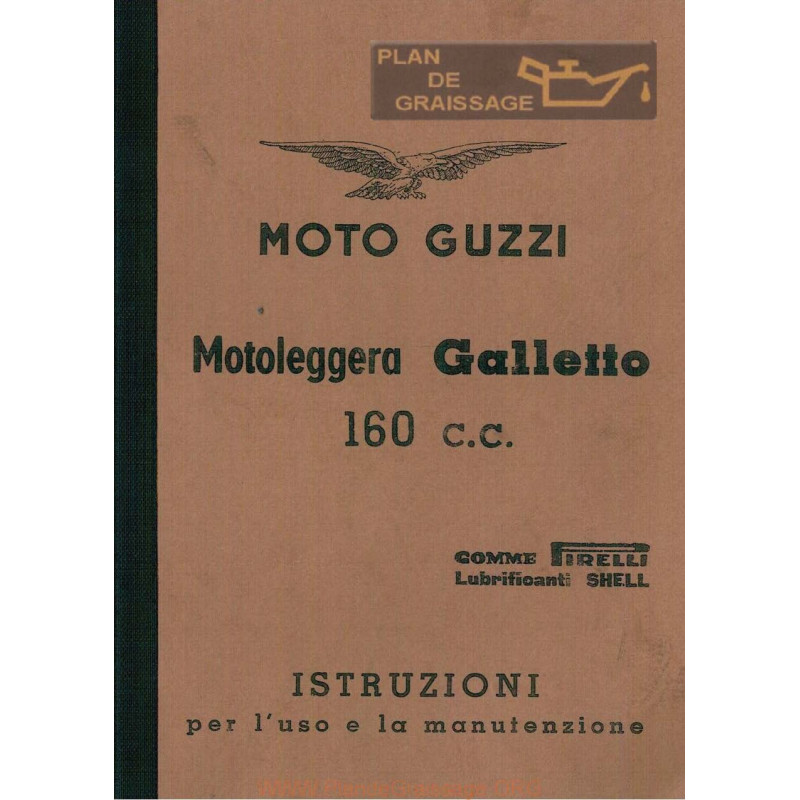 PLAN
DE
GRAISSAGE
MOTO GUZZI
Motoleggera Galletto
160 c.c.
GOMME PIRELLI
Lubrificanti SHELL
ISTRUZIONI
per l'uso e la manutenzione